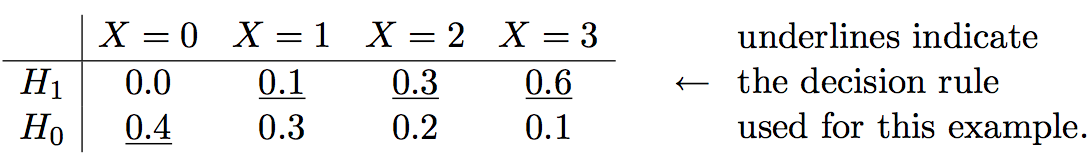 X = 0 X = 1 X = 2 X = 3 underlines indicate
H₁ 0.0 0.1 0.3 0.6 ← the decision rule
H₀ 0.4 0.3 0.2 0.1 used for this example.